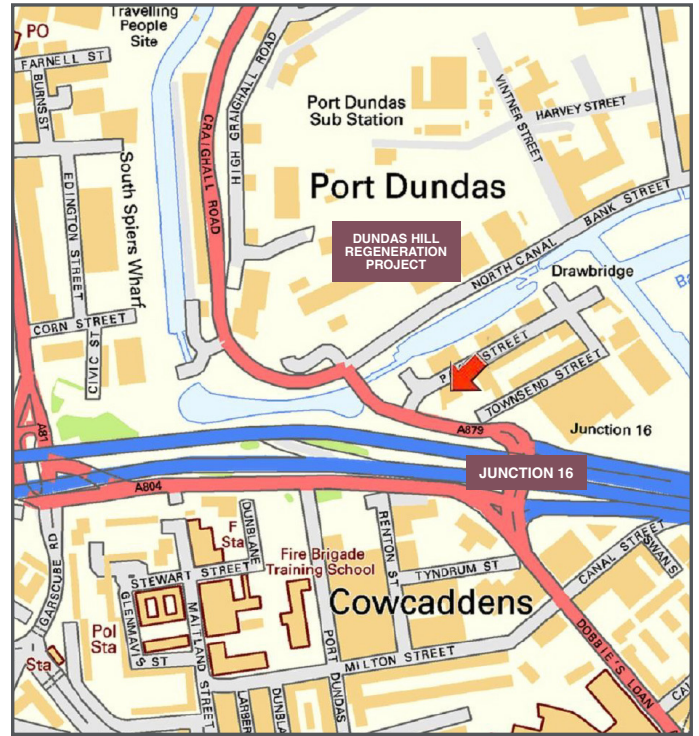 Travelling
People
Site
PO
FARNELL ST
BURNS ST
EDINGTON STREET
South Spiers Wharf
CORN STREET
CIVIC ST
CRAIGHALL ROAD
HIGH CRAIGHALL ROAD
Port Dundas
Sub Station
VINTNER STREET
HARVEY STREET
Port Dundas
DUNDAS HILL
REGENERATION
PROJECT
NORTH CANAL BANK STREET
Drawbridge
STREET
TOWNSEND STREET
A879
Junction 16
JUNCTION 16
A81
A804
GARSCUBE RD
F
Sta
DUNBLANE
Fire Brigade
Training School
STEWART STREET
GLENMAVIS ST
MAITLAND STREET
Pol
Sta
Sta
RENTON ST
TYNDRUM ST
CANAL STREET
SWAN S
Cowcaddens
PORT DUNDAS
MILTON STREET
DOBBIE'S LOAN
LARBER
DUNBLA
CA